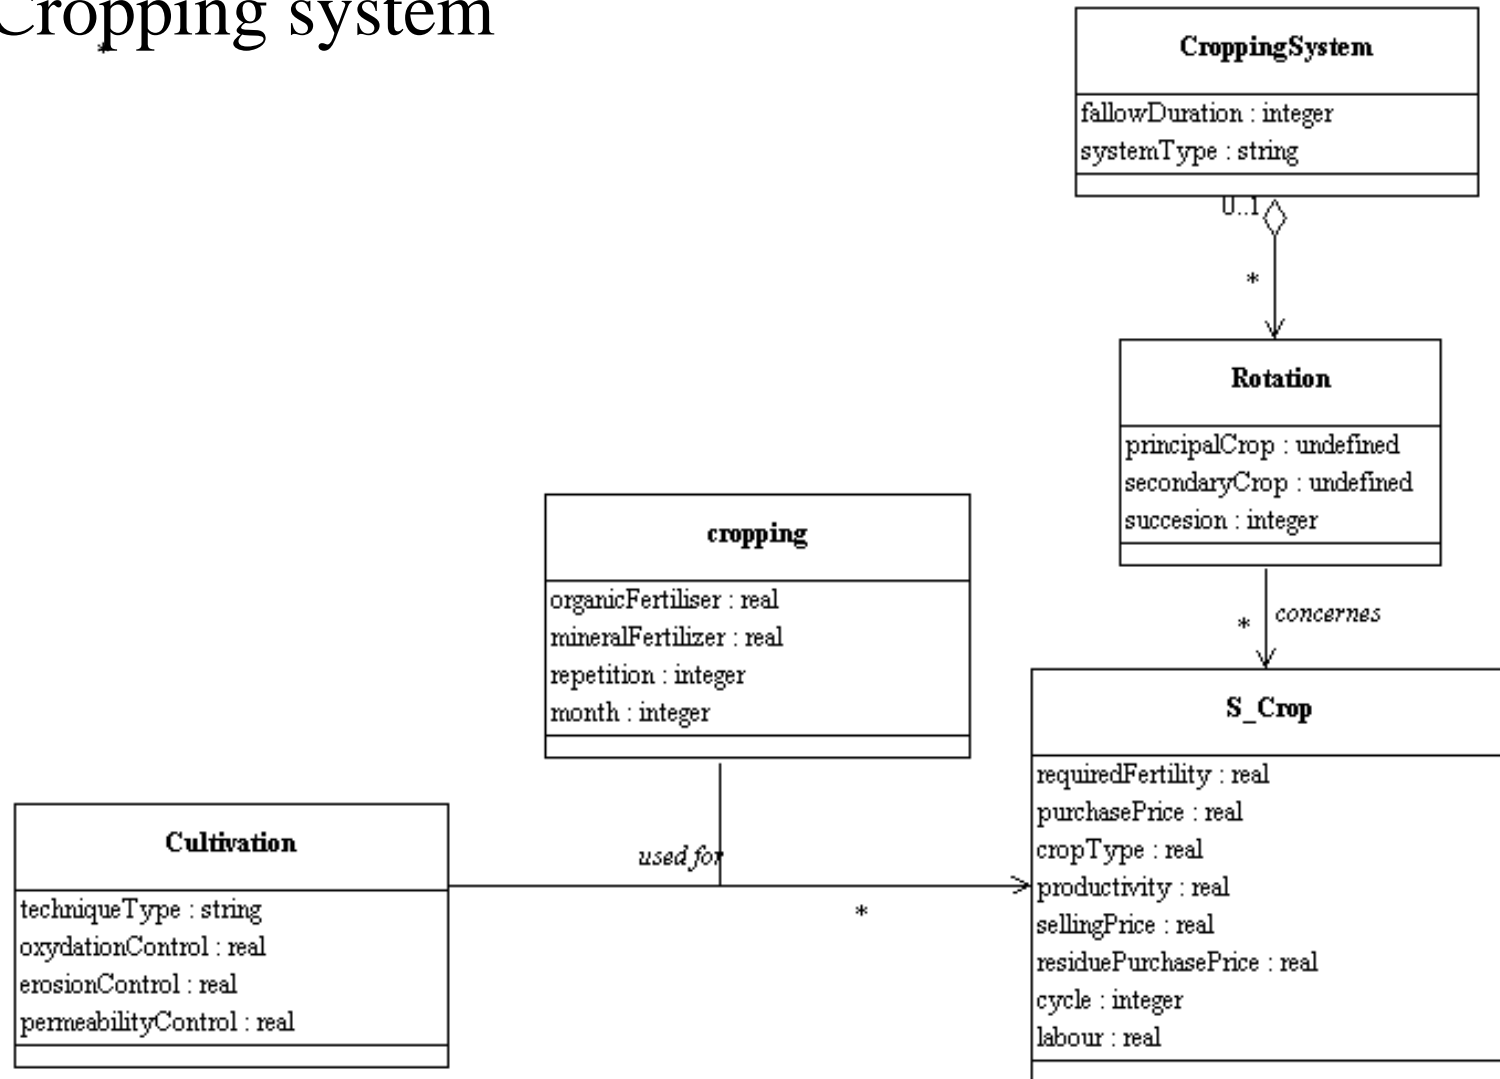 Cropping system
*
CroppingSystem
fallowDuration : integer
systemType : string
0..1
*
Rotation
principalCrop : undefined
secondaryCrop : undefined
succesion : integer
concernes
*
cropping
organicFertiliser : real
mineralFertilizer : real
repetition : integer
month : integer
used for
*
Cultivation
techniqueType : string
oxydationControl : real
erosionControl : real
permeabilityControl : real
S_Crop
requiredFertility : real
purchasePrice : real
cropType : real
productivity : real
sellingPrice : real
residuePurchasePrice : real
cycle : integer
labour : real